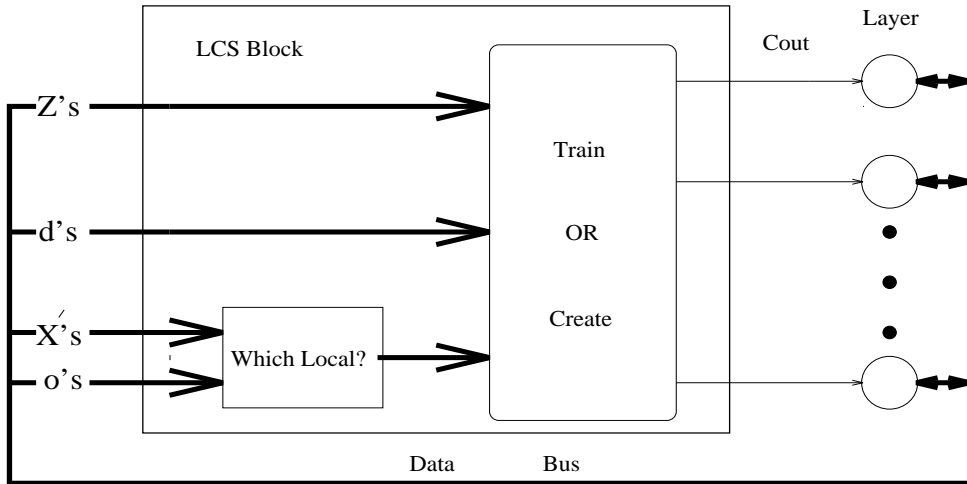 Layer
LCS Block
Cout
Z's
Train
d's
OR
X's
Create
Which Local?
o's
Data Bus